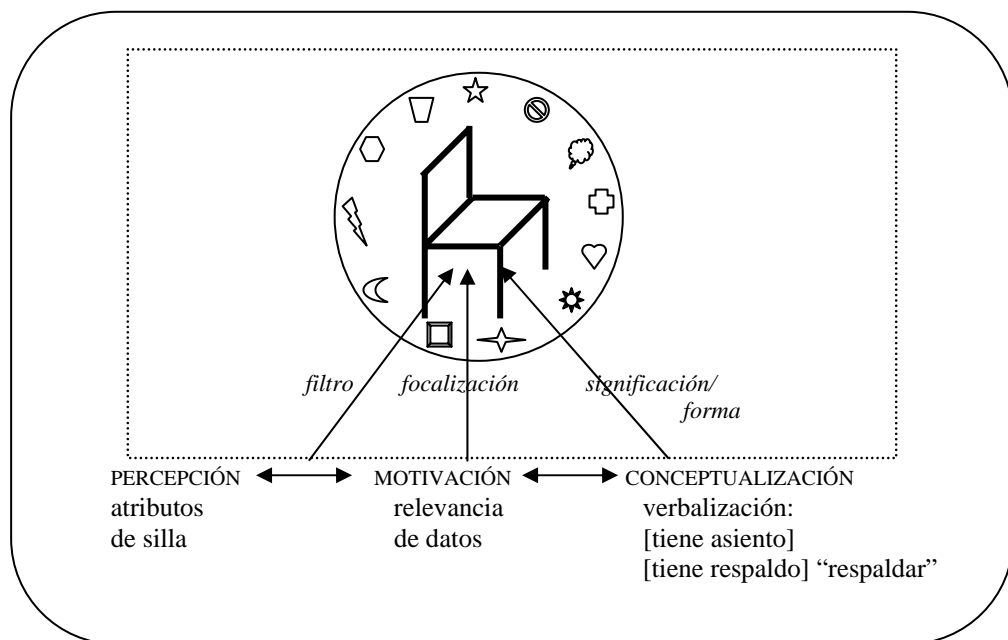 filtro focalización significación/
forma
PERCEPCIÓN MOTIVACIÓN CONCEPTUALIZACIÓN
atributos relevancia verbalización:
de silla de datos [tiene asiento]
[tiene respaldo] “respaldar”